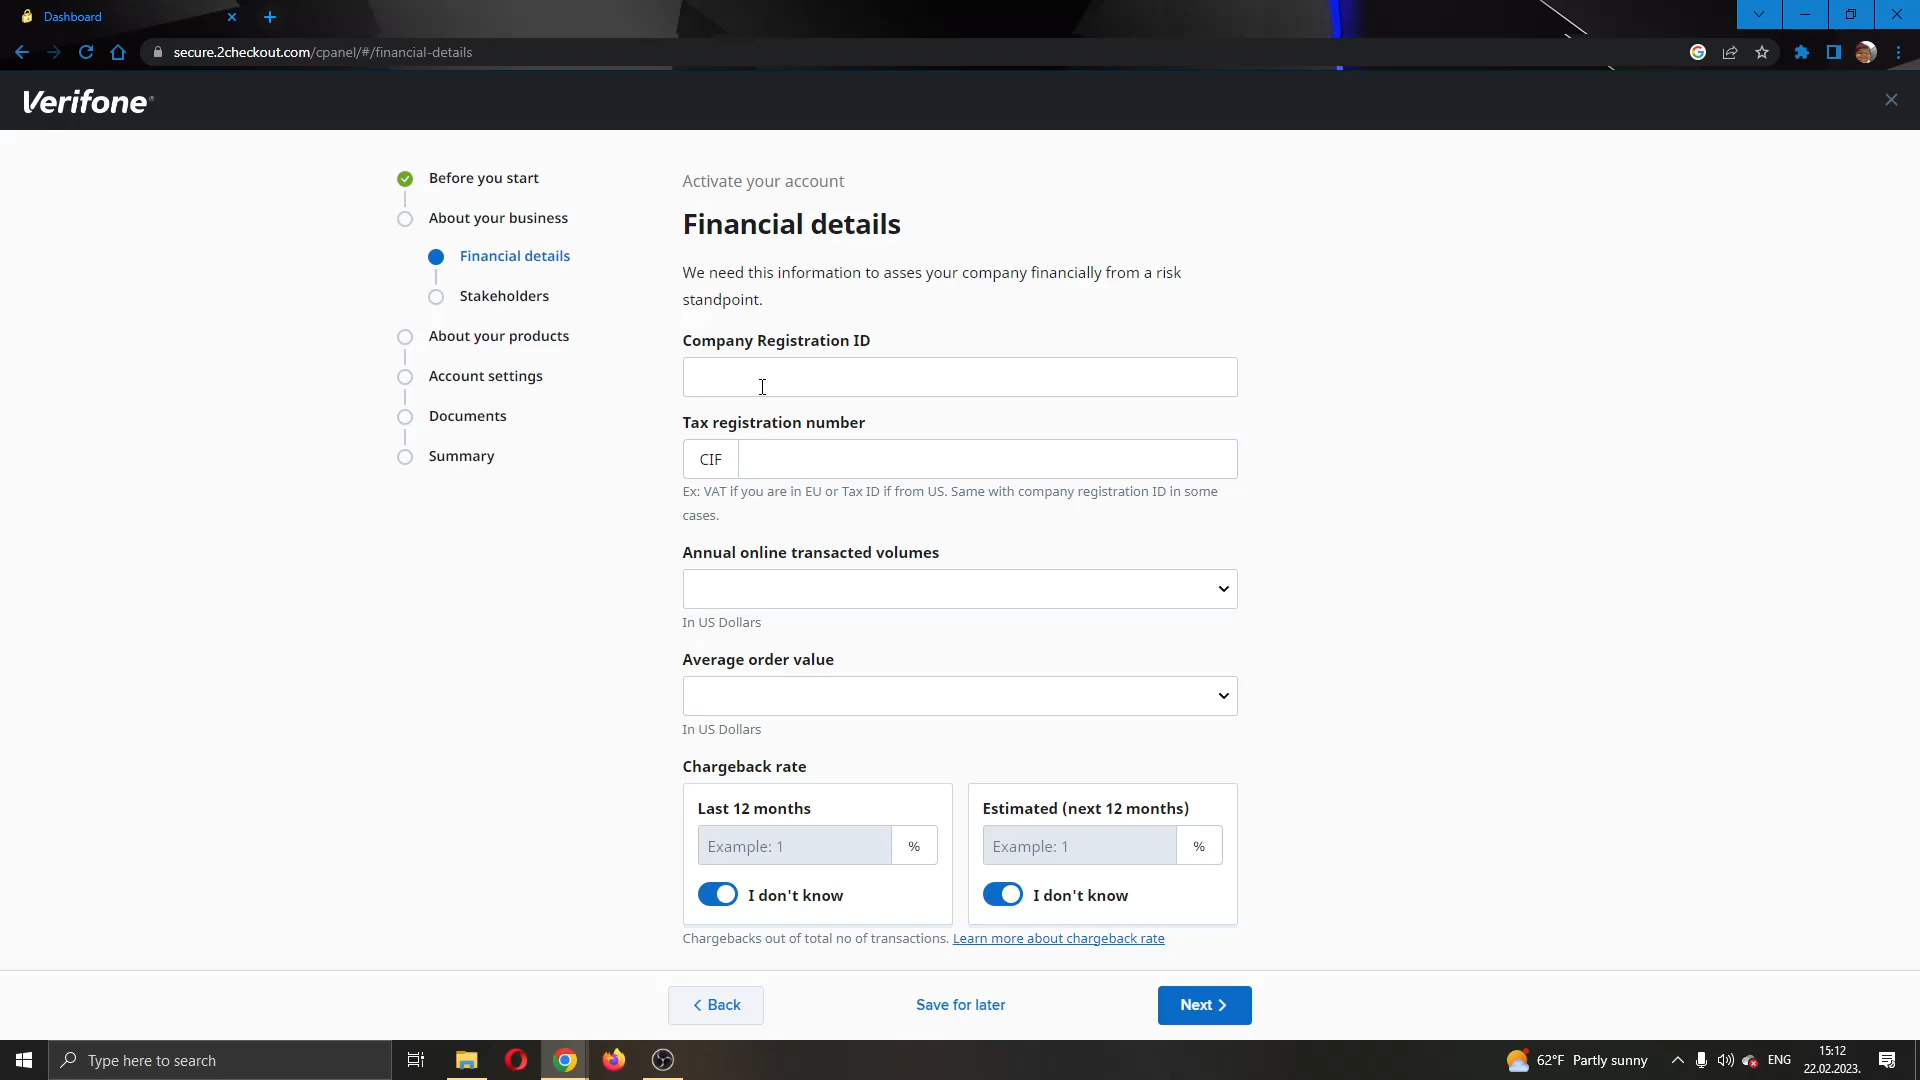 Dashboard
secure.2checkout.com/cpanel/#/financial-details
Verifone
Before you start
About your business
Financial details
Stakeholders
About your products
Account settings
Documents
Summary
Activate your account
Financial details
We need this information to asses your company financially from a risk
standpoint.
Company Registration ID
Tax registration number
CIF
Ex: VAT if you are in EU or Tax ID if from US. Same with company registration ID in some
cases.
Annual online transacted volumes
In US Dollars
Average order value
In US Dollars
Chargeback rate
Last 12 months
Example: 1 %
I don't know
Estimated (next 12 months)
Example: 1 %
I don't know
Chargebacks out of total no of transactions. Learn more about chargeback rate
Back
Save for later
Next
Type here to search
62°F Partly sunny
ENG
15:12
22.02.2023.